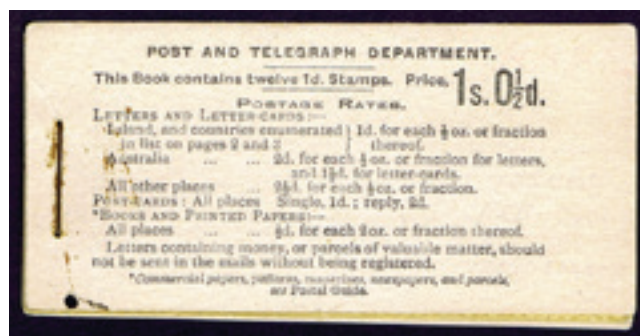 POST AND TELEGRAPH DEPARTMENT.
This Book contains twelve 1d. Stamps. Price, 1s. 0½d.
POSTAGE RATES.
LETTERS AND LETTER-CARDS:—
Inland, and countries enumerated } 1d. for each ½ oz. or fraction
in list on pages 2 and 3 } thereof.
Australia ... ... 2d. for each ½ oz. or fraction for letters,
and 1½d. for letter-cards.
All other places ... 2½d. for each ½ oz. or fraction.
POST-CARDS: All places Single, 1d.; reply, 2d.
*BOOKS AND PRINTED PAPERS:—
All places ... ... ½d. for each 2 oz. or fraction thereof.
Letters containing money, or parcels of valuable matter, should
not be sent in the mails without being registered.
*Commercial papers, patterns, magazines, newspapers, and parcels,
see Postal Guide.